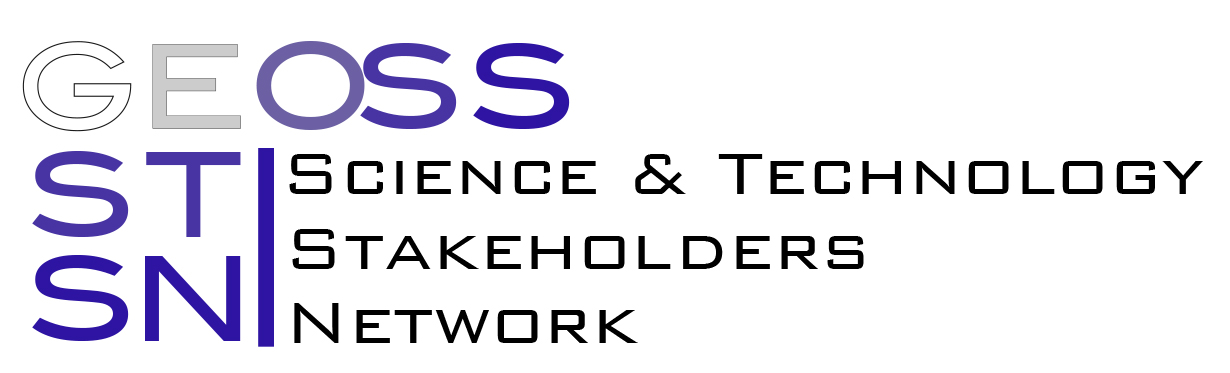 GEOSS
ST
SN
SCIENCE & TECHNOLOGY
STAKEHOLDERS
NETWORK